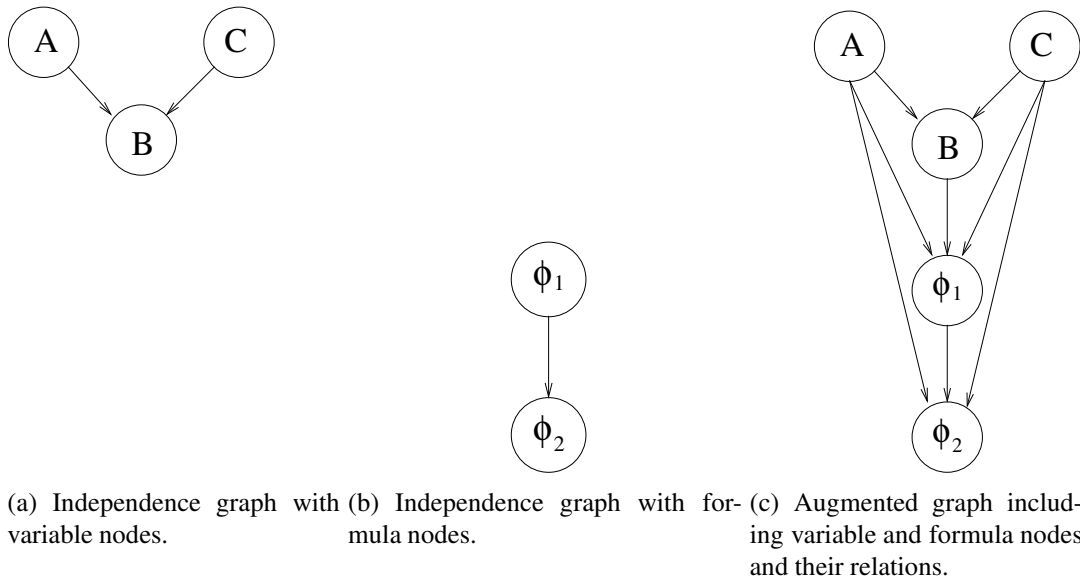 A
C
B
ϕ1
ϕ2
A
C
B
ϕ1
ϕ2
(a) Independence graph with
variable nodes.
(b) Independence graph with for-
mula nodes.
(c) Augmented graph includ-
ing variable and formula nodes
and their relations.